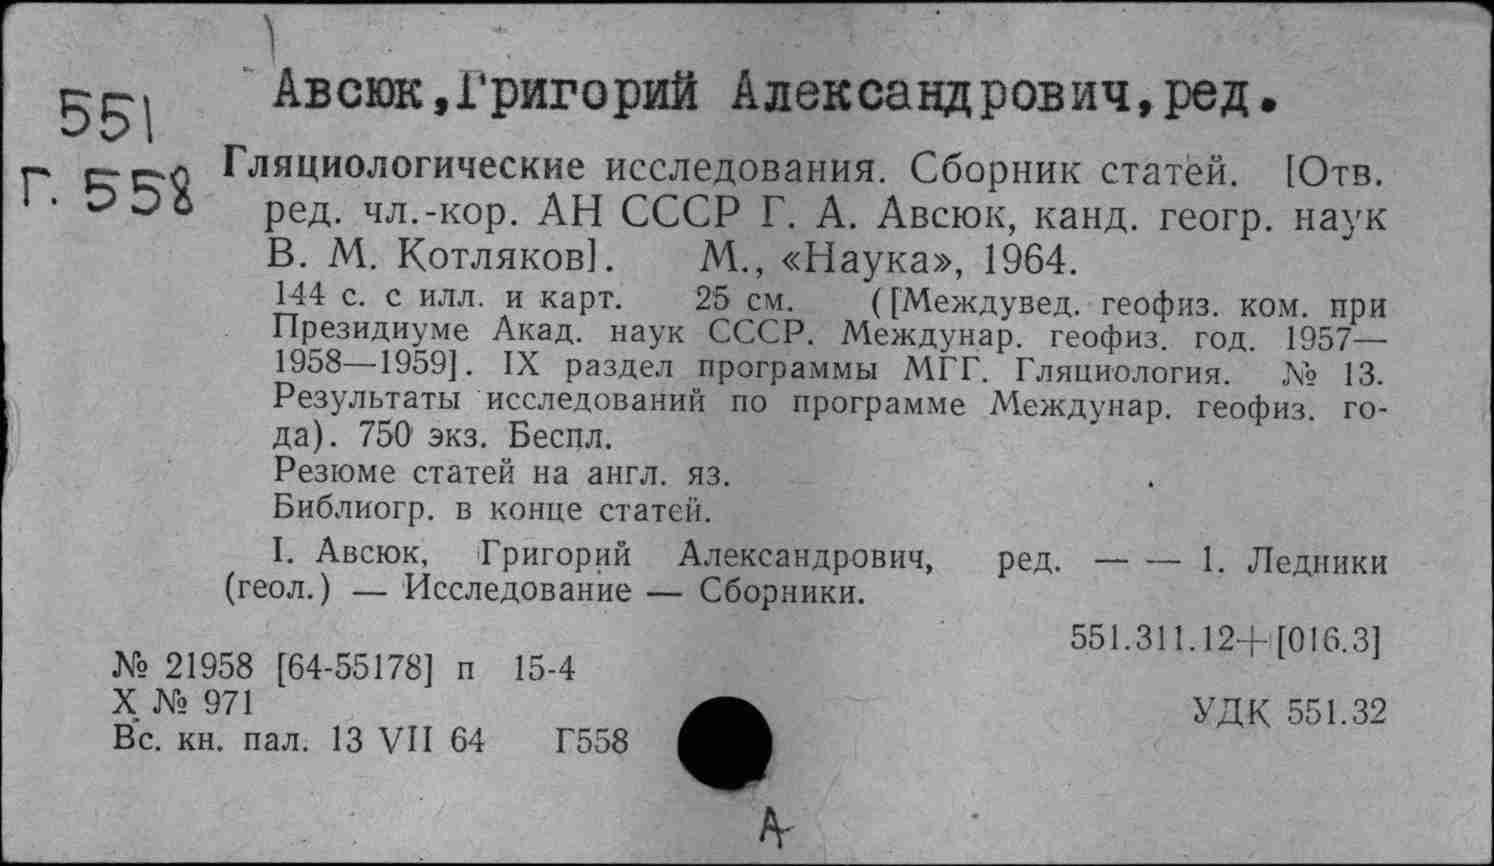 Авсюк,Григорий Александрович,ред.
551
Г. 558
Гляциологические исследования. Сборник статей. [Отв.
ред. чл.-кор. АН СССР Г. А. Авсюк, канд. геогр. наук
В. М. Котляков]. М., «Наука», 1964.
144 с. с илл. и карт. 25 см. ([Междувед. геофиз. ком. при
Президиуме Акад. наук СССР. Междунар. геофиз. год. 1957—
1958—1959]. IX раздел программы МГГ. Гляциология. № 13.
Результаты исследований по программе Междунар. геофиз. го-
да). 750 экз. Беспл.
Резюме статей на англ. яз.
Библиогр. в конце статей.
I. Авсюк, Григорий Александрович, ред. — — 1. Ледники
(геол.) — Исследование — Сборники.
551.311.12+[016.3]
№ 21958 [64-55178] п 15-4
X № 971
УДК 551.32
Вс. кн. пал. 13 VII 64 Г558
А